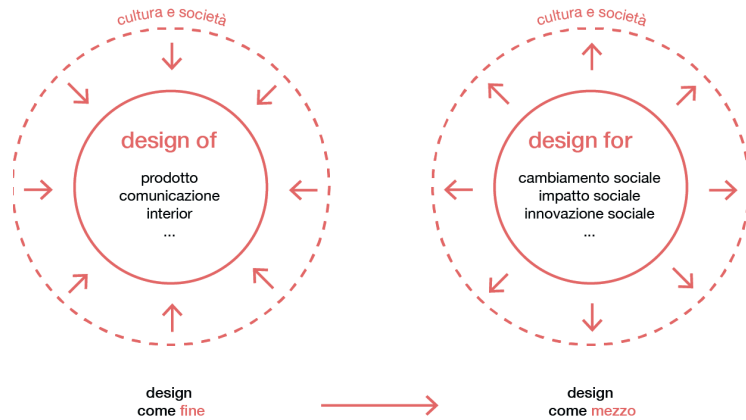 cultura e società
design of
prodotto
comunicazione
interior
...
design
come fine
cultura e società
design for
cambiamento sociale
impatto sociale
innovazione sociale
...
design
come mezzo